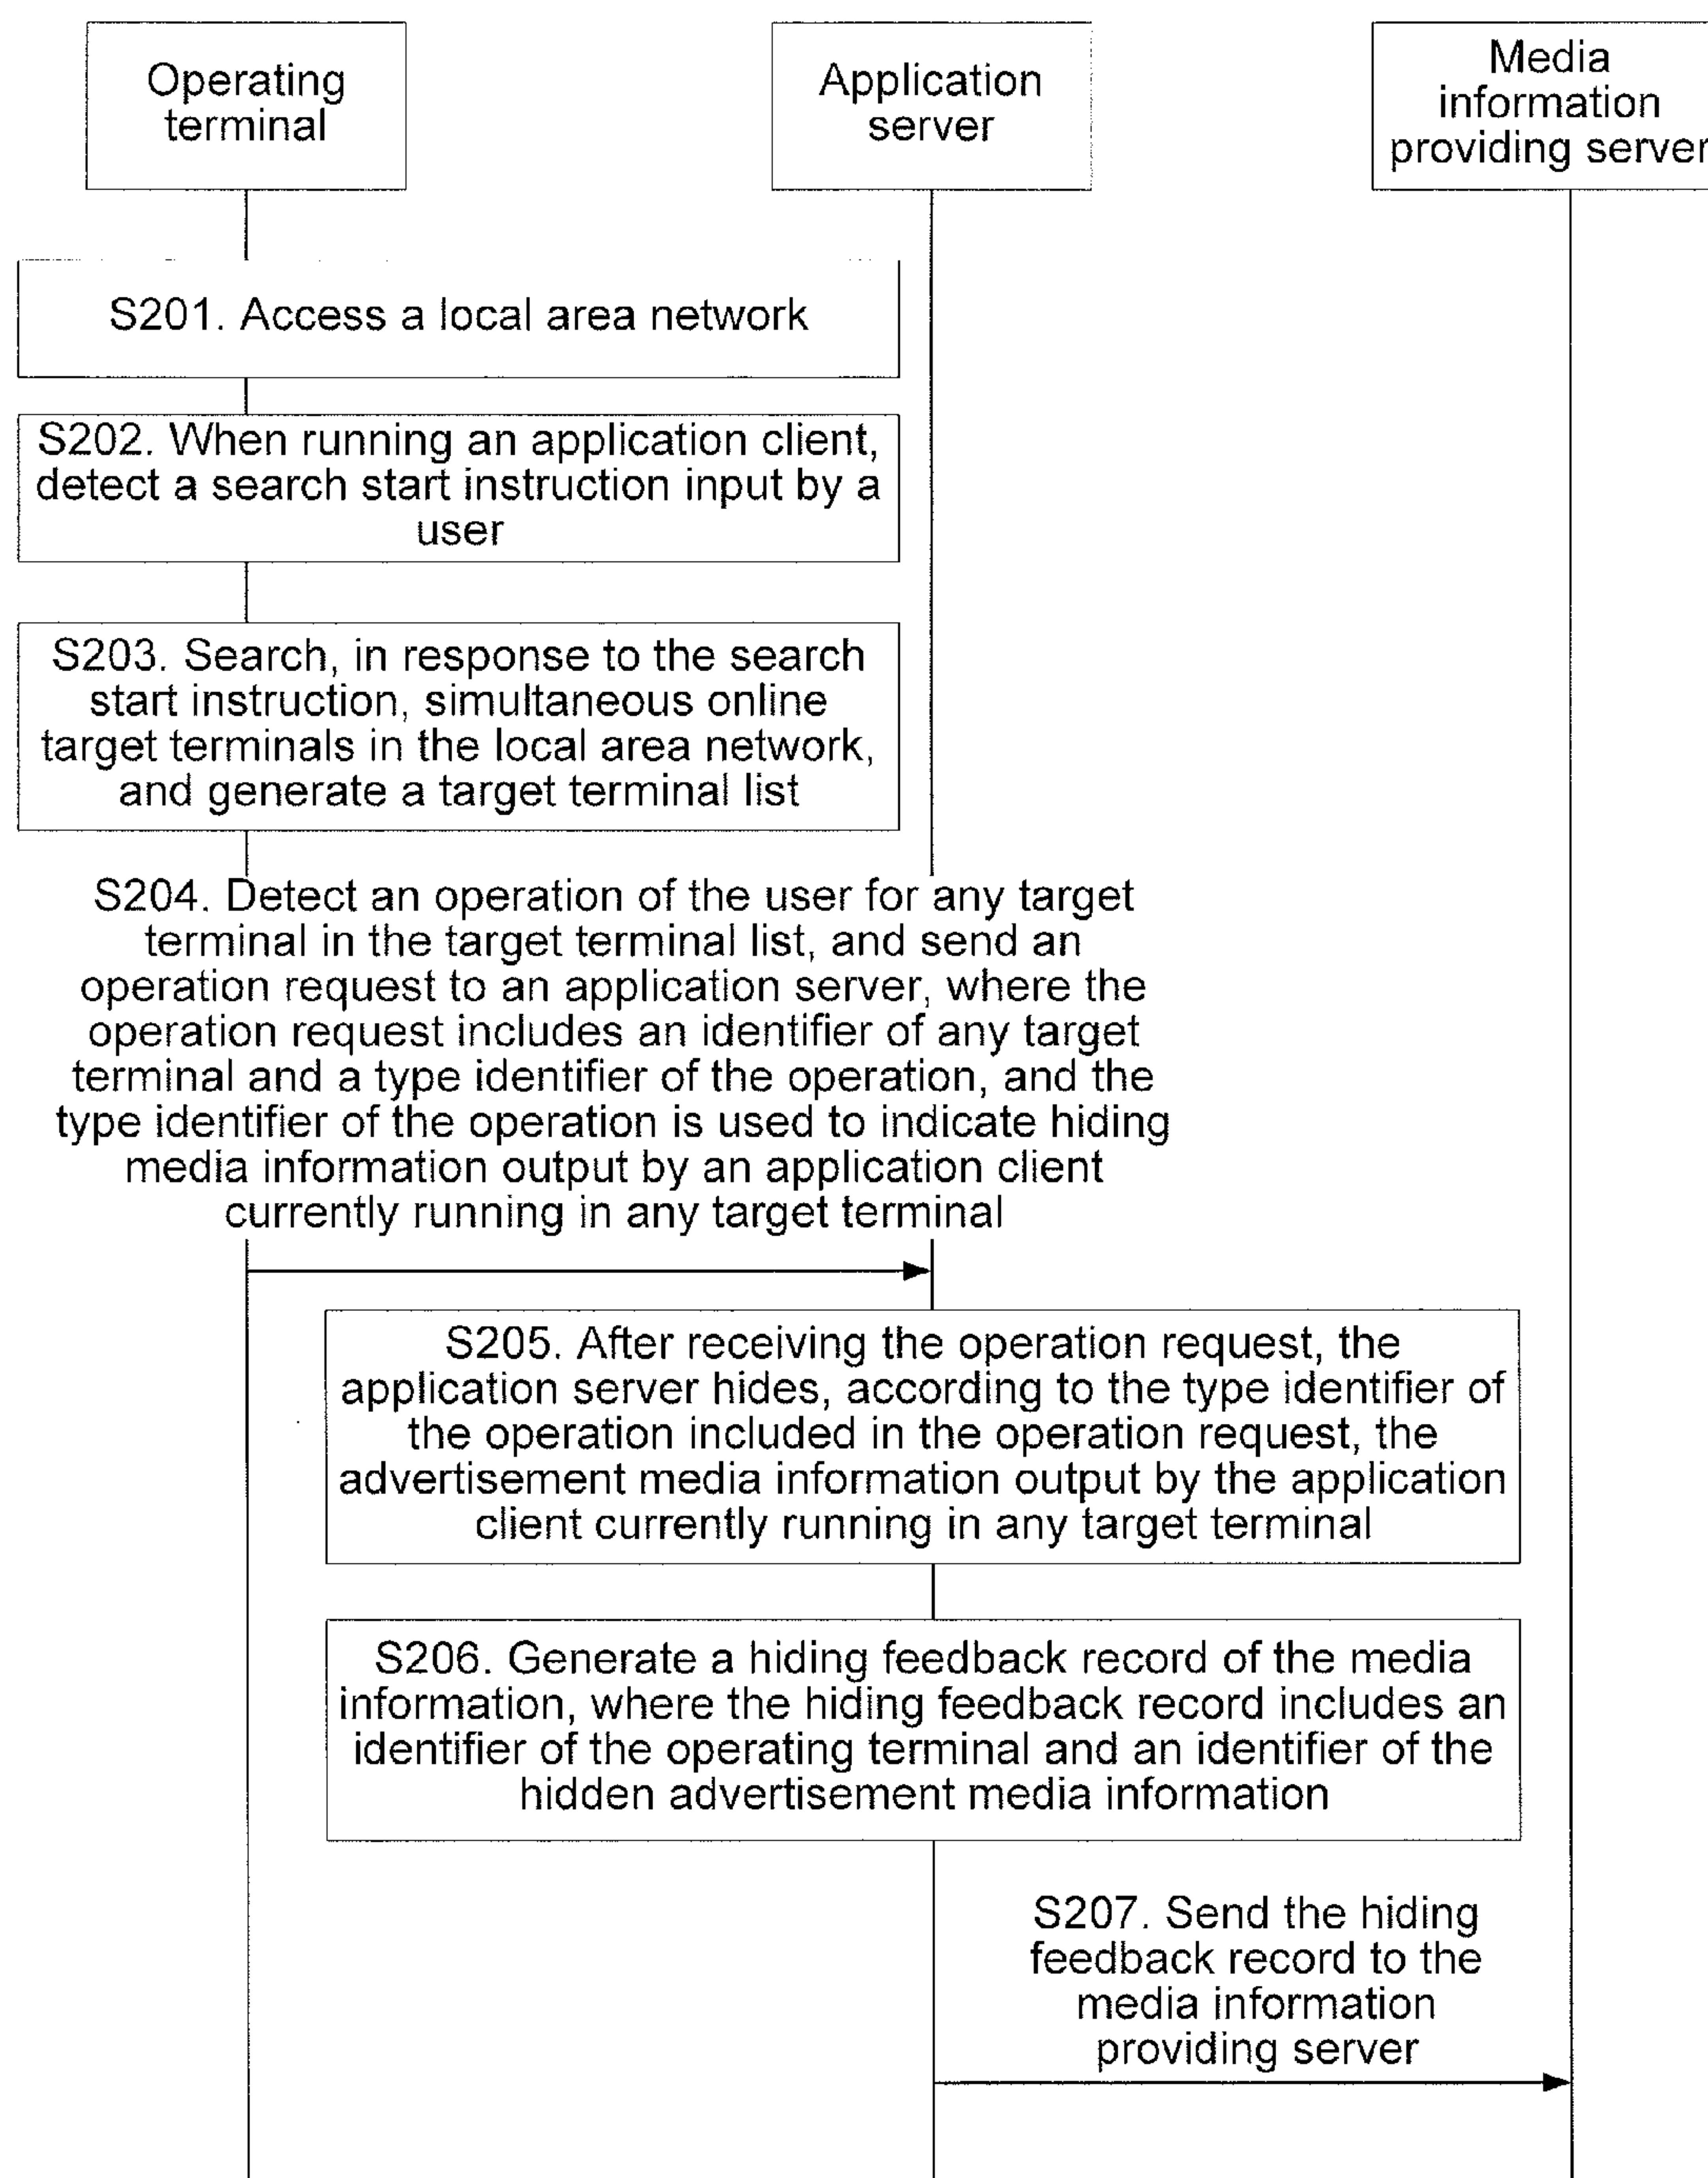 Operating
terminal
Application
server
Media
information
providing server
S201. Access a local area network
S202. When running an application client,
detect a search start instruction input by a
user
S203. Search, in response to the search
start instruction, simultaneous online
target terminals in the local area network,
and generate a target terminal list
S204. Detect an operation of the user for any target
terminal in the target terminal list, and send an
operation request to an application server, where the
operation request includes an identifier of any target
terminal and a type identifier of the operation, and the
type identifier of the operation is used to indicate hiding
media information output by an application client
currently running in any target terminal
S205. After receiving the operation request, the
application server hides, according to the type identifier of
the operation included in the operation request, the
advertisement media information output by the application
client currently running in any target terminal
S206. Generate a hiding feedback record of the media
information, where the hiding feedback record includes an
identifier of the operating terminal and an identifier of the
hidden advertisement media information
S207. Send the hiding
feedback record to the
media information
providing server